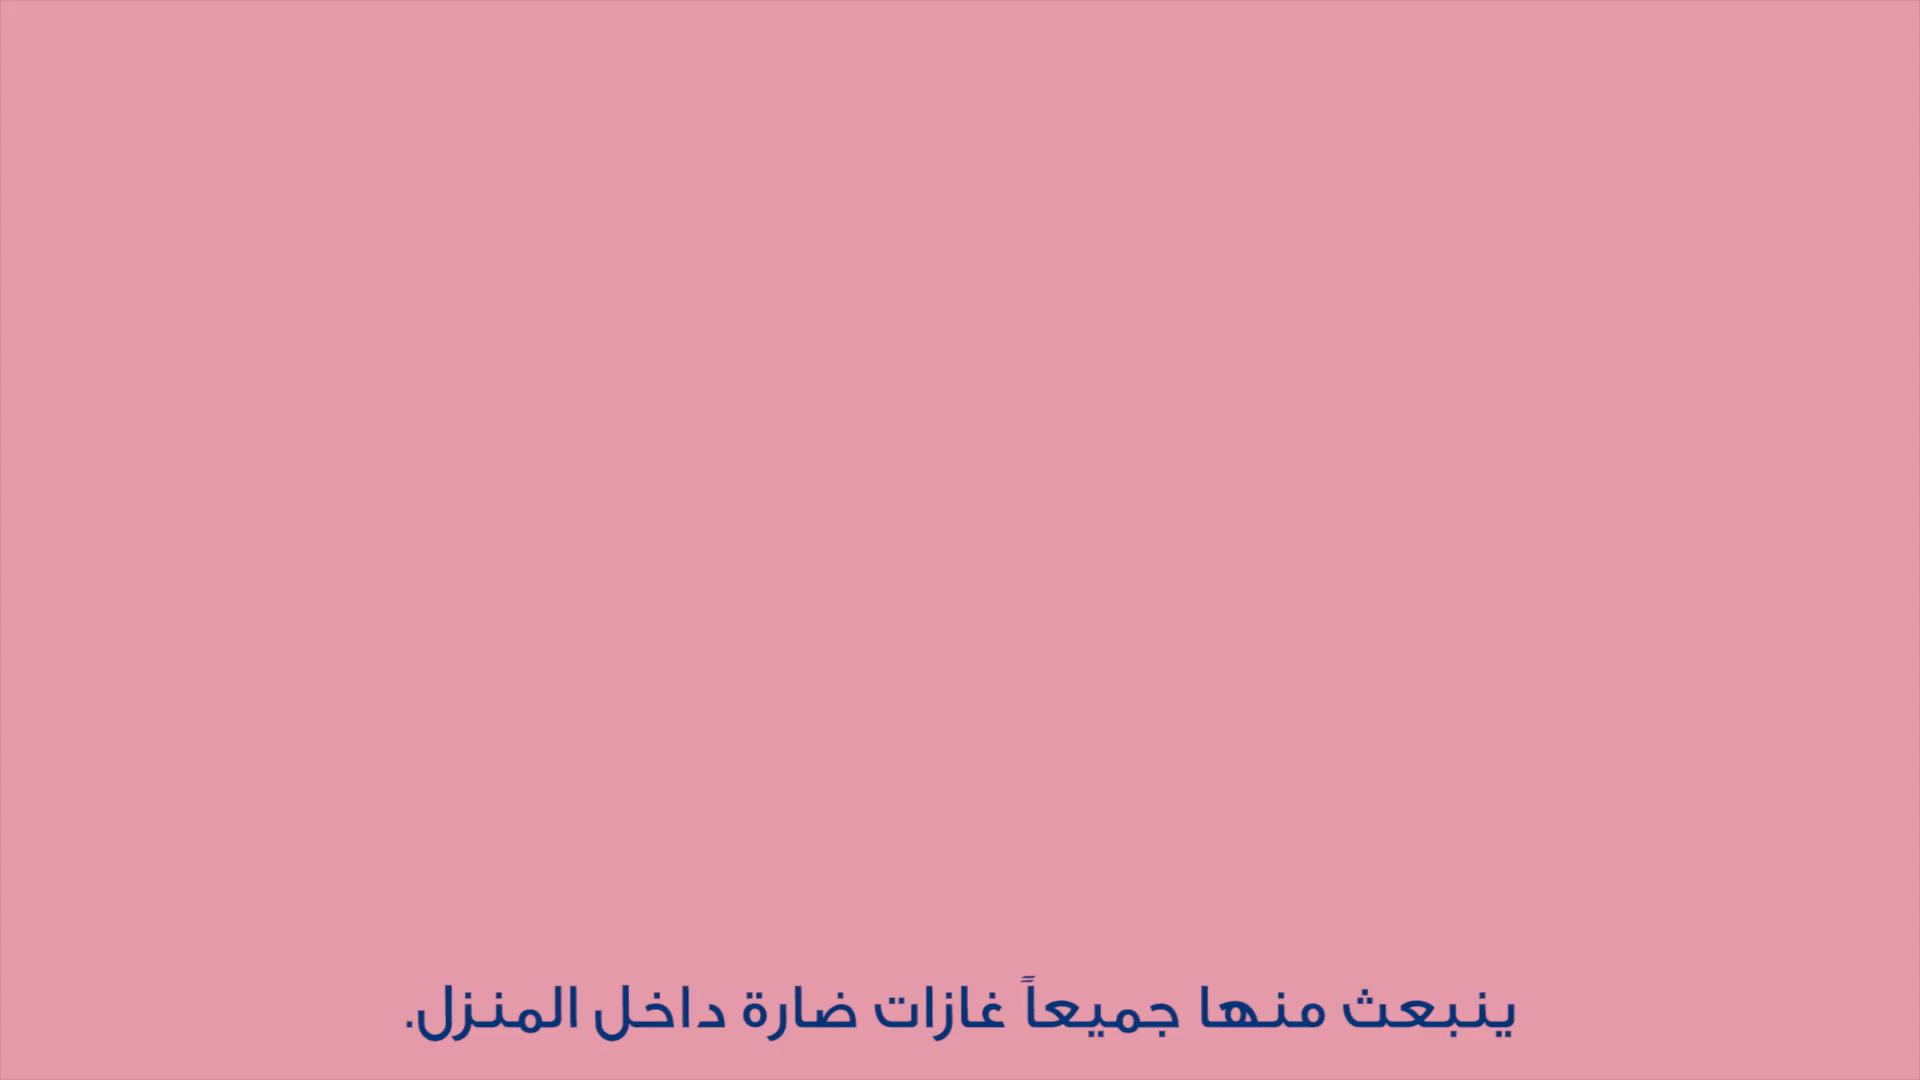 ينبعث منها جميعاً غازات ضارة داخل المنزل.